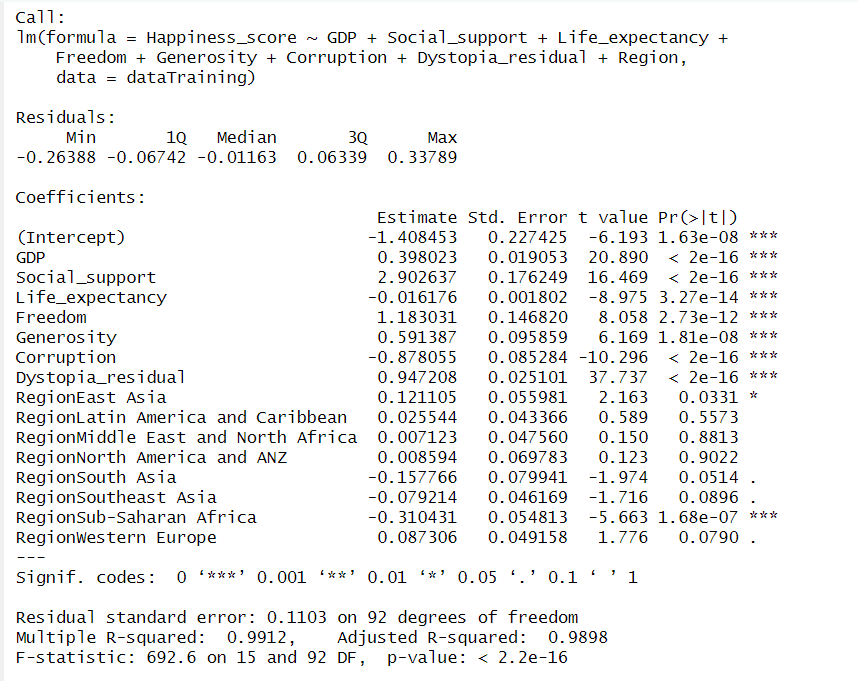 Call:
lm(formula = Happiness_score ~ GDP + Social_support + Life_expectancy +
    Freedom + Generosity + Corruption + Dystopia_residual + Region,
    data = dataTraining)

Residuals:
     Min       1Q   Median       3Q      Max
-0.26388 -0.06742 -0.01163  0.06339  0.33789

Coefficients:
                                    Estimate Std. Error t value Pr(>|t|)
(Intercept)                        -1.408453   0.227425  -6.193 1.63e-08 ***
GDP                                 0.398023   0.019053  20.890  < 2e-16 ***
Social_support                      2.902637   0.176249  16.469  < 2e-16 ***
Life_expectancy                    -0.016176   0.001802  -8.975 3.27e-14 ***
Freedom                             1.183031   0.146820   8.058 2.73e-12 ***
Generosity                          0.591387   0.095859   6.169 1.81e-08 ***
Corruption                         -0.878055   0.085284 -10.296  < 2e-16 ***
Dystopia_residual                   0.947208   0.025101  37.737  < 2e-16 ***
RegionEast Asia                     0.121105   0.055981   2.163   0.0331 *
RegionLatin America and Caribbean   0.025544   0.043366   0.589   0.5573
RegionMiddle East and North Africa  0.007123   0.047560   0.150   0.8813
RegionNorth America and ANZ         0.008594   0.069783   0.123   0.9022
RegionSouth Asia                   -0.157766   0.079941  -1.974   0.0514 .
RegionSoutheast Asia               -0.079214   0.046169  -1.716   0.0896 .
RegionSub-Saharan Africa           -0.310431   0.054813  -5.663 1.68e-07 ***
RegionWestern Europe                0.087306   0.049158   1.776   0.0790 .
---
Signif. codes:  0 ‘***’ 0.001 ‘**’ 0.01 ‘*’ 0.05 ‘.’ 0.1 ‘ ’ 1

Residual standard error: 0.1103 on 92 degrees of freedom
Multiple R-squared:  0.9912,    Adjusted R-squared:  0.9898
F-statistic: 692.6 on 15 and 92 DF,  p-value: < 2.2e-16